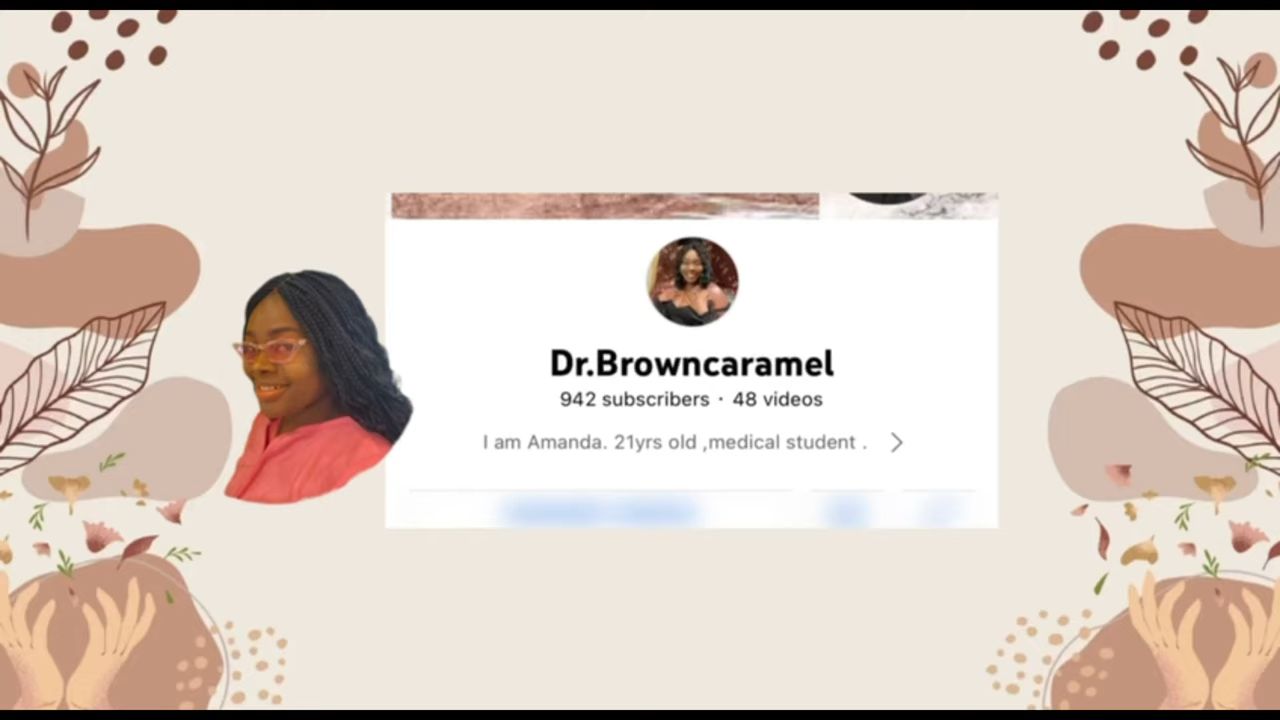 Dr.Browncaramel
942 subscribers · 48 videos
I am Amanda. 21yrs old ,medical student .